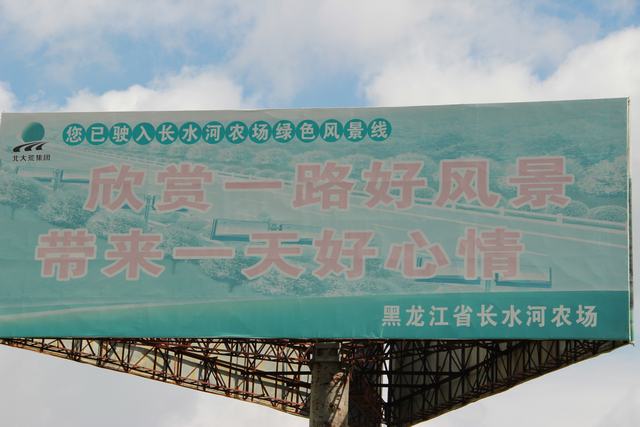 您已驶入长水河农场绿色风景线
北大荒集团
欣赏一路好风景
带来一天好心情
黑龙江省长水河农场